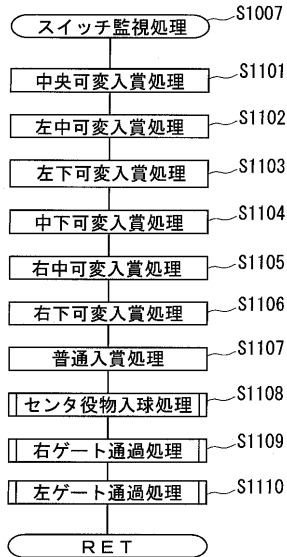 スイッチ監視処理 S1007
中央可変入賞処理 S1101
左中可変入賞処理 S1102
左下可変入賞処理 S1103
中下可変入賞処理 S1104
右中可変入賞処理 S1105
右下可変入賞処理 S1106
普通入賞処理 S1107
センタ役物入球処理 S1108
右ゲート通過処理 S1109
左ゲート通過処理 S1110
RET